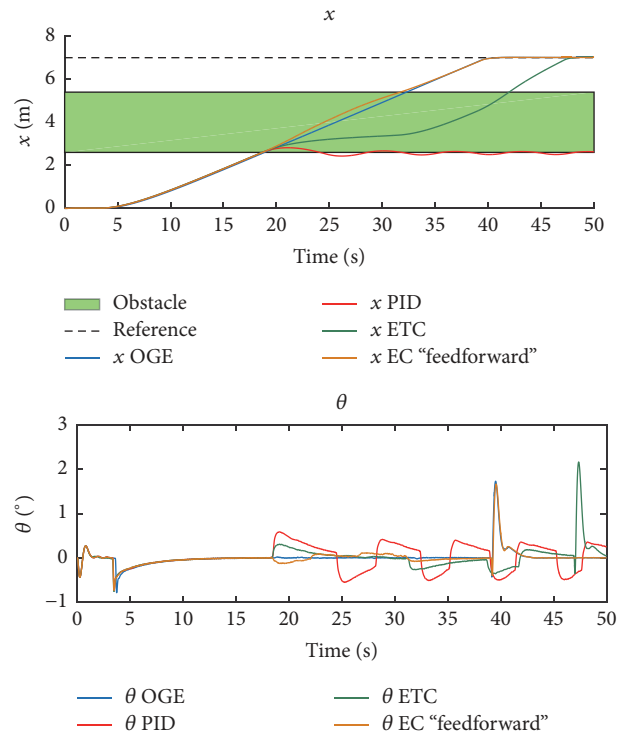 x
8
6
4
2
0
x (m)
0 5 10 15 20 25 30 35 40 45 50
Time (s)
Obstacle
Reference
x OGE
x PID
x ETC
x EC “feedforward”
θ
3
2
1
0
−1
θ (°)
0 5 10 15 20 25 30 35 40 45 50
Time (s)
θ OGE
θ PID
θ ETC
θ EC “feedforward”